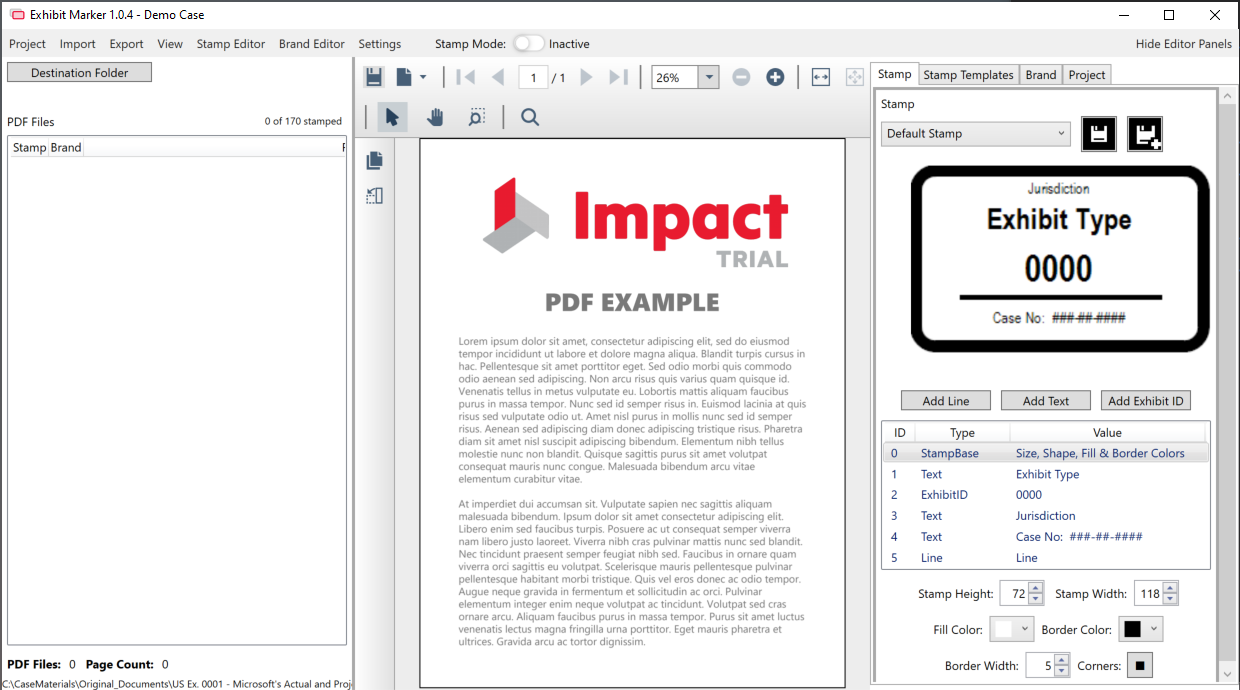 Exhibit Marker 1.0.4 - Demo Case
Project Import Export View Stamp Editor Brand Editor Settings Stamp Mode: Inactive Hide Editor Panels
Destination Folder
PDF Files 0 of 170 stamped
Stamp Brand F
PDF Files: 0 Page Count: 0
C:\CaseMaterials\Original_Documents\US Ex. 0001 - Microsoft's Actual and Proj
1 / 1 26%
Impact
TRIAL
PDF EXAMPLE
Lorem ipsum dolor sit amet, consectetur adipiscing elit, sed do eiusmod
tempor incididunt ut labore et dolore magna aliqua. Blandit turpis cursus in
hac. Pellentesque sit amet porttitor eget. Sed odio morbi quis commodo
odio aenean sed adipiscing. Non arcu risus quis varius quam quisque id.
Venenatis tellus in metus vulputate eu. Lobortis mattis aliquam faucibus
purus in massa tempor. Nunc sed id semper risus in. Euismod lacinia at quis
risus sed vulputate odio ut. Amet nisl purus in mollis nunc sed id semper
risus. Aenean sed adipiscing diam donec adipiscing tristique risus. Pharetra
diam sit amet nisl suscipit adipiscing bibendum. Elementum nibh tellus
molestie nunc non blandit. Quisque sagittis purus sit amet volutpat
consequat mauris nunc congue. Malesuada bibendum arcu vitae
elementum curabitur vitae.
At imperdiet dui accumsan sit. Vulputate sapien nec sagittis aliquam
malesuada bibendum. Ipsum dolor sit amet consectetur adipiscing elit.
Libero enim sed faucibus turpis. Posuere ac ut consequat semper viverra
nam libero justo laoreet. Viverra nibh cras pulvinar mattis nunc sed blandit.
Nec tincidunt praesent semper feugiat nibh sed. Faucibus in ornare quam
viverra orci sagittis eu volutpat. Scelerisque mauris pellentesque pulvinar
pellentesque habitant morbi tristique. Quis vel eros donec ac odio tempor.
Augue neque gravida in fermentum et sollicitudin ac orci. Pulvinar
elementum integer enim neque volutpat ac tincidunt. Volutpat sed cras
ornare arcu. Aliquam faucibus purus in massa tempor. Purus sit amet luctus
venenatis lectus magna fringilla urna porttitor. Eget mauris pharetra et
ultrices. Gravida arcu ac tortor dignissim.
Stamp Stamp Templates Brand Project
Stamp
Default Stamp
Jurisdiction
Exhibit Type
0000
Case No: ###-##-####
Add Line Add Text Add Exhibit ID
ID Type Value
0 StampBase Size, Shape, Fill & Border Colors
1 Text Exhibit Type
2 ExhibitID 0000
3 Text Jurisdiction
4 Text Case No: ###-##-####
5 Line Line
Stamp Height: 72 Stamp Width: 118
Fill Color: Border Color:
Border Width: 5 Corners: